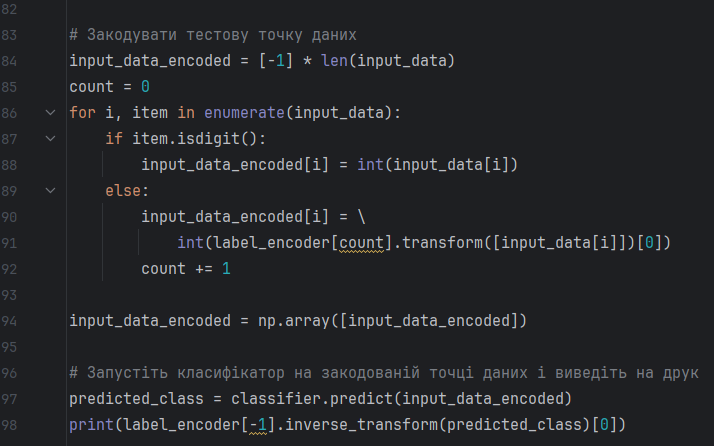 82
83 # Закодувати тестову точку даних
84 input_data_encoded = [-1] * len(input_data)
85 count = 0
86 for i, item in enumerate(input_data):
87     if item.isdigit():
88         input_data_encoded[i] = int(input_data[i])
89     else:
90         input_data_encoded[i] = \
91             int(label_encoder[count].transform([input_data[i]])[0])
92         count += 1
93
94 input_data_encoded = np.array([input_data_encoded])
95
96 # Запустіть класифікатор на закодованій точці даних і виведіть на друк
97 predicted_class = classifier.predict(input_data_encoded)
98 print(label_encoder[-1].inverse_transform(predicted_class)[0])